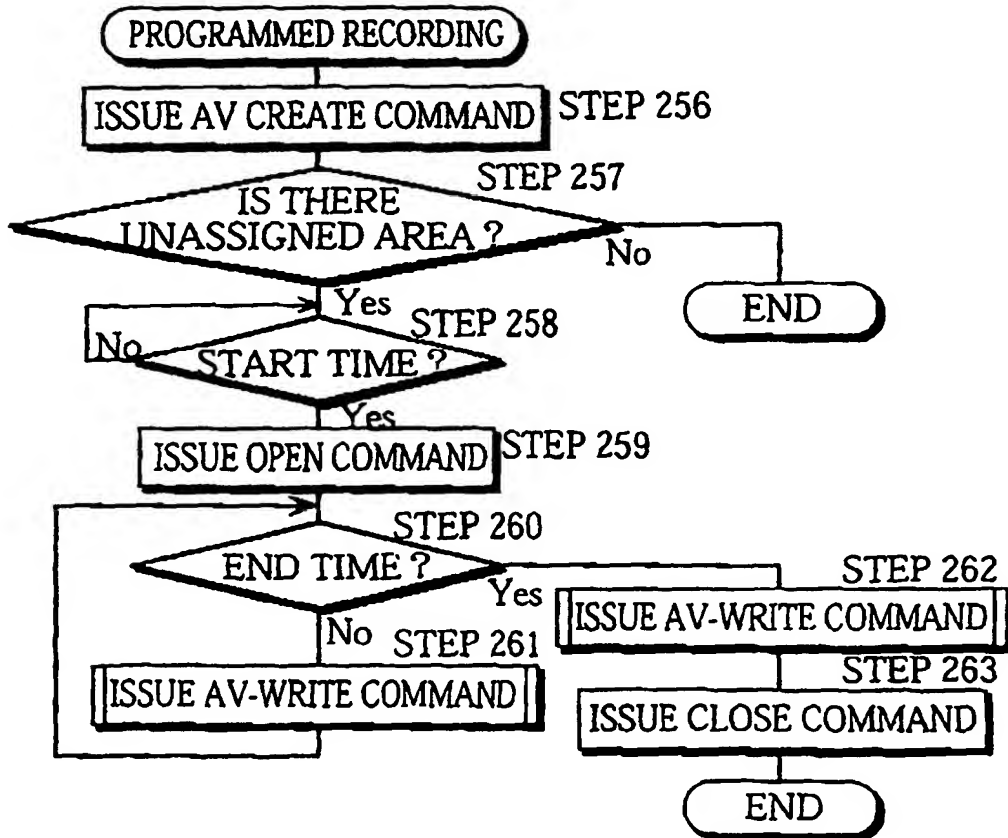 PROGRAMMED RECORDING
ISSUE AV CREATE COMMAND
STEP 256
STEP 257
IS THERE
UNASSIGNED AREA?
No
END
Yes
STEP 258
No
START TIME?
Yes
ISSUE OPEN COMMAND
STEP 259
STEP 260
END TIME?
Yes
No
STEP 261
ISSUE AV-WRITE COMMAND
STEP 262
ISSUE AV-WRITE COMMAND
STEP 263
ISSUE CLOSE COMMAND
END